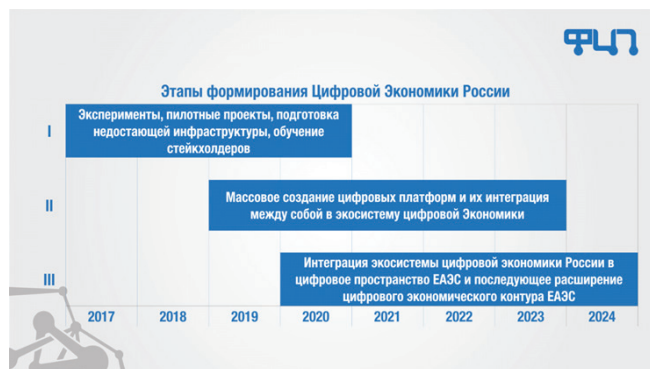 ФЦП
Этапы формирования Цифровой Экономики России
I
Эксперименты, пилотные проекты, подготовка
недостающей инфраструктуры, обучение
стейкхолдеров
II
Массовое создание цифровых платформ и их интеграция
между собой в экосистему цифровой Экономики
III
Интеграция экосистемы цифровой экономики России в
цифровое пространство ЕАЭС и последующее расширение
цифрового экономического контура ЕАЭС
2017 2018 2019 2020 2021 2022 2023 2024